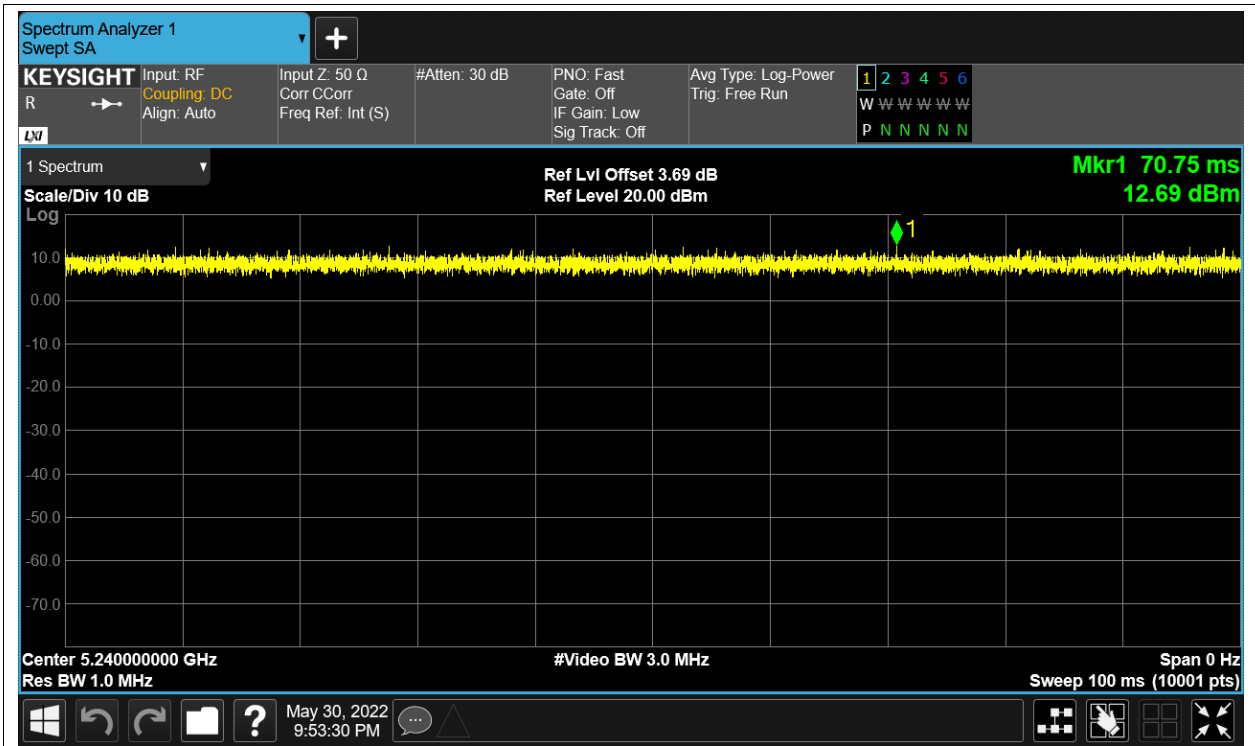 Spectrum Analyzer 1
Swept SA
+
KEYSIGHT Input: RF Input Z: 50 Ω #Atten: 30 dB PNO: Fast Avg Type: Log-Power 1 2 3 4 5 6
R Coupling: DC Corr CCorr Gate: Off Trig: Free Run W W W W W W
Align: Auto Freq Ref: Int (S) IF Gain: Low
LXI Sig Track: Off P N N N N N
1 Spectrum Ref Lvl Offset 3.69 dB Mkr1 70.75 ms
Scale/Div 10 dB Ref Level 20.00 dBm 12.69 dBm
Log
1
10.0
0.00
-10.0
-20.0
-30.0
-40.0
-50.0
-60.0
-70.0
Center 5.240000000 GHz #Video BW 3.0 MHz Span 0 Hz
Res BW 1.0 MHz Sweep 100 ms (10001 pts)
? May 30, 2022
9:53:30 PM